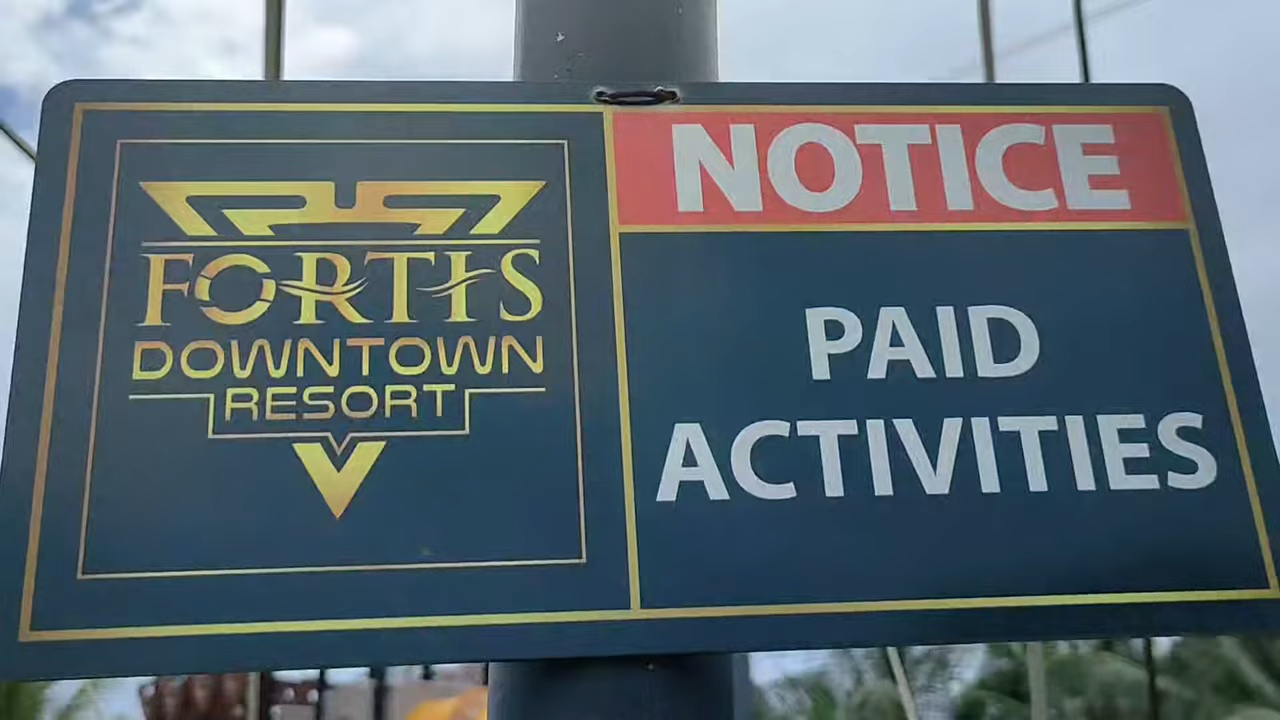 FORTIS
DOWNTOWN
RESORT
NOTICE
PAID
ACTIVITIES